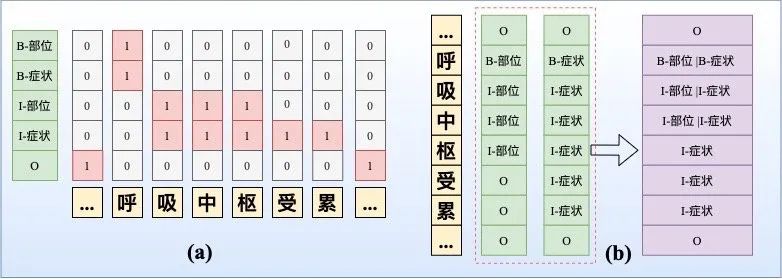 B-部位 0 1 0 0 0 0 0 0
B-症状 0 1 0 0 0 0 0 0
I-部位 0 0 1 1 1 0 0 0
I-症状 0 0 1 1 1 1 1 0
O 1 0 0 0 0 0 0 1
... 呼 吸 中 枢 受 累 ...
(a)
... O O O
呼 B-部位 B-症状 B-部位 |B-症状
吸 I-部位 I-症状 I-部位 |I-症状
中 I-部位 I-症状 I-部位 |I-症状
枢 I-部位 I-症状 I-症状
受 O I-症状 I-症状
累 O I-症状 I-症状
... O O O
(b)